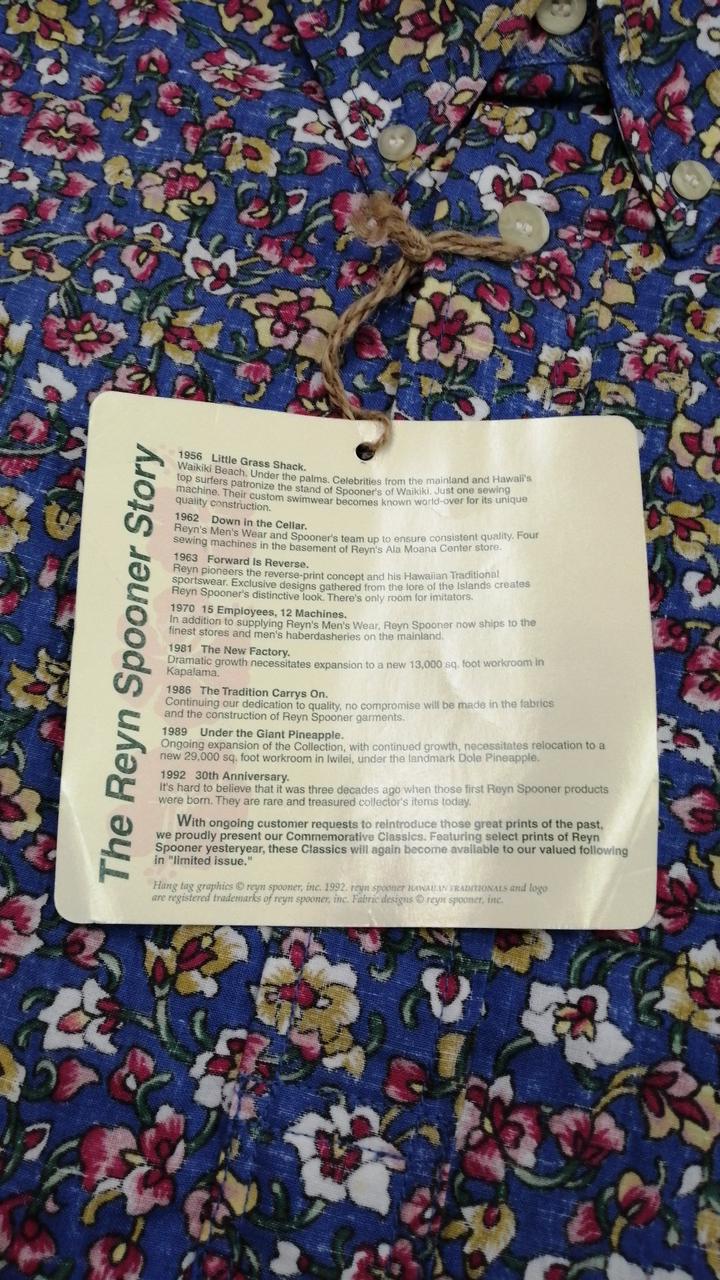 The Reyn Spooner Story
1956 Little Grass Shack.
Waikiki Beach. Under the palms. Celebrities from the mainland and Hawaii's
top surfers patronize the stand of Spooner's of Waikiki. Just one sewing
machine. Their custom swimwear becomes known world-over for its unique
quality construction.
1962 Down in the Cellar.
Reyn's Men's Wear and Spooner's team up to ensure consistent quality. Four
sewing machines in the basement of Reyn's Ala Moana Center store.
1963 Forward Is Reverse.
Reyn pioneers the reverse-print concept and his Hawaiian Traditional
sportswear. Exclusive designs gathered from the lore of the Islands creates
Reyn Spooner's distinctive look. There's only room for imitators.
1970 15 Employees, 12 Machines.
In addition to supplying Reyn's Men's Wear, Reyn Spooner now ships to the
finest stores and men's haberdasheries on the mainland.
1981 The New Factory.
Dramatic growth necessitates expansion to a new 13,000 sq. foot workroom in
Kapalama.
1986 The Tradition Carrys On.
Continuing our dedication to quality, no compromise will be made in the fabrics
and the construction of Reyn Spooner garments.
1989 Under the Giant Pineapple.
Ongoing expansion of the Collection, with continued growth, necessitates relocation to a
new 29,000 sq. foot workroom in Iwilei, under the landmark Dole Pineapple.
1992 30th Anniversary.
It's hard to believe that it was three decades ago when those first Reyn Spooner products
were born. They are rare and treasured collector's items today.
With ongoing customer requests to reintroduce those great prints of the past,
we proudly present our Commemorative Classics. Featuring select prints of Reyn
Spooner yesteryear, these Classics will again become available to our valued following
in "limited issue."
Hang tag graphics © reyn spooner, inc. 1992. reyn spooner HAWAIIAN TRADITIONALS and logo
are registered trademarks of reyn spooner, inc. Fabric designs © reyn spooner, inc.